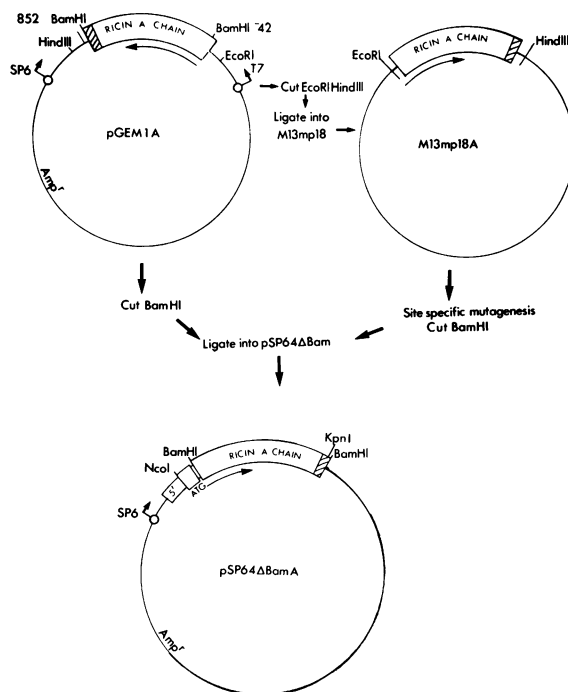 852 BamHI
RICIN A CHAIN
BamHI -42
HindIII
EcoRI
SP6
T7
pGEM1A
Ampr
Cut EcoRI HindIII
Ligate into
M13mp18
RICIN A CHAIN
HindIII
EcoRI
M13mp18A
Cut BamHI
Site specific mutagenesis
Cut BamHI
Ligate into pSP64ΔBam
KpnI
BamHI
BamHI
RICIN A CHAIN
NcoI
5'
ATG
SP6
pSP64ΔBamA
Ampr